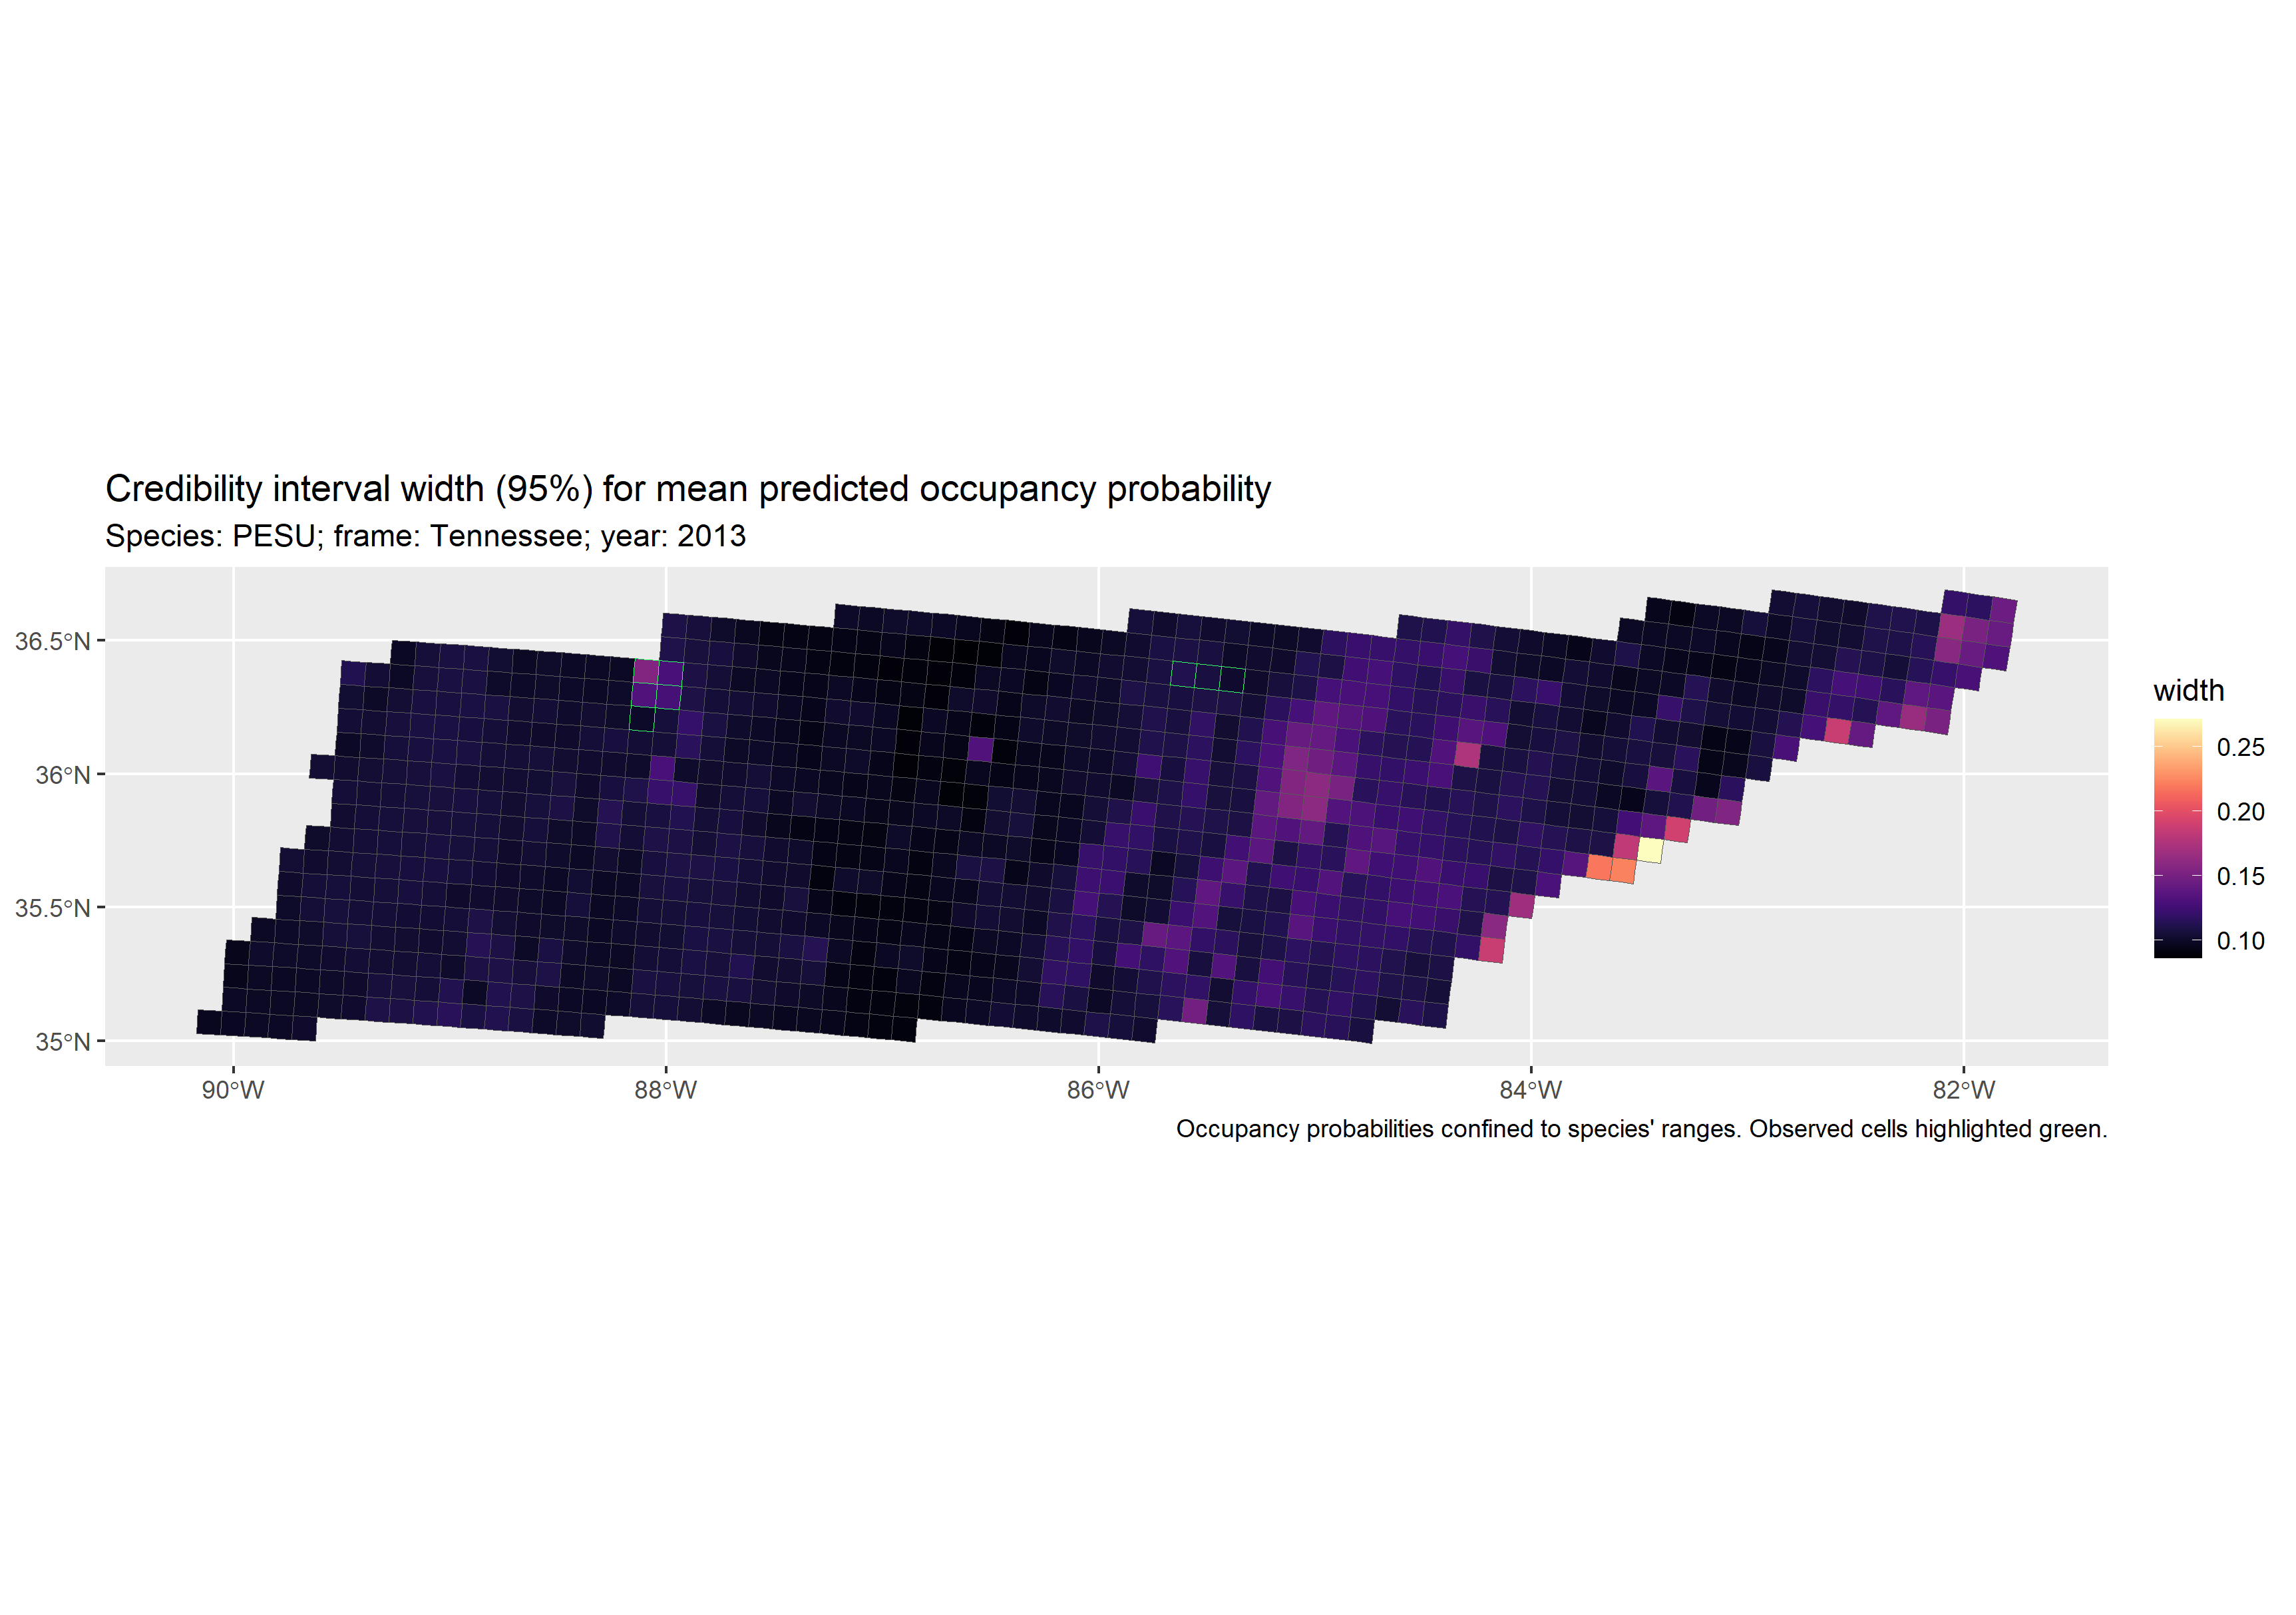 Credibility interval width (95%) for mean predicted occupancy probability
Species: PESU; frame: Tennessee; year: 2013
36.5°N
36°N
35.5°N
35°N
90°W
88°W
86°W
84°W
82°W
width
0.25
0.20
0.15
0.10
Occupancy probabilities confined to species' ranges. Observed cells highlighted green.